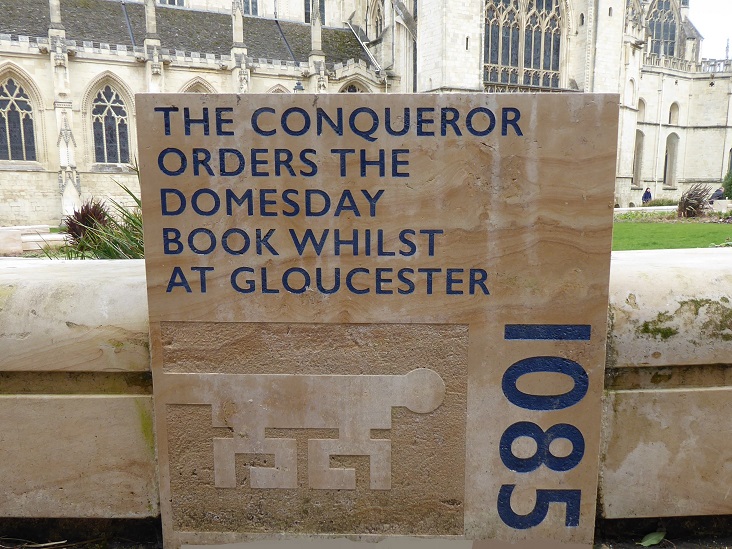 THE CONQUEROR
ORDERS THE
DOMESDAY
BOOK WHILST
AT GLOUCESTER
1085